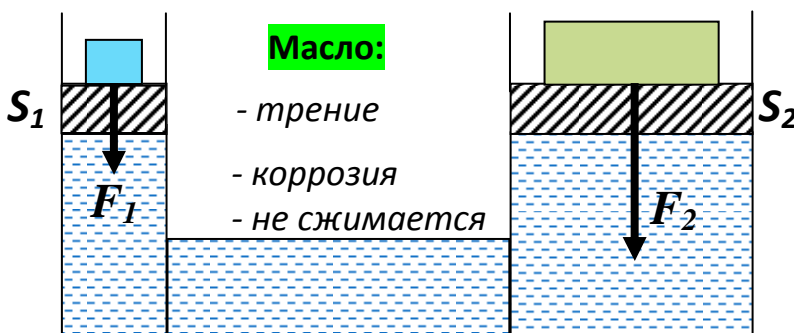 Масло:
S1
- трение
S2
- коррозия
F1
- не сжимается
F2